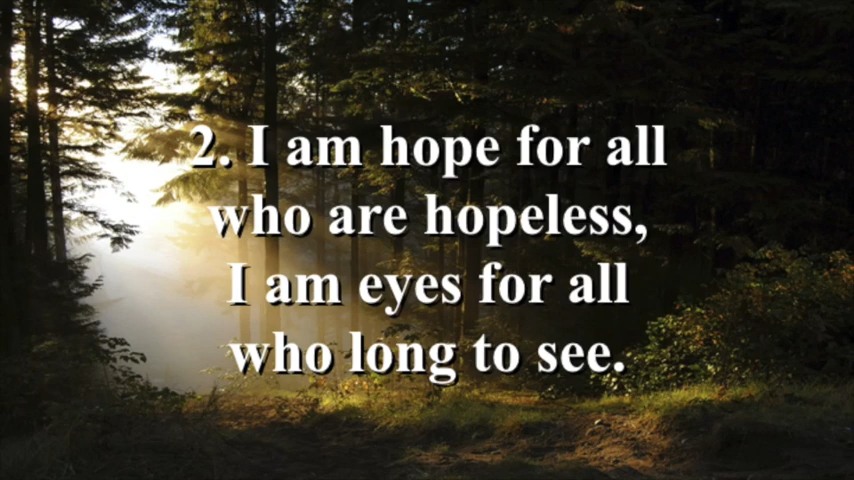 2. I am hope for all
who are hopeless,
I am eyes for all
who long to see.